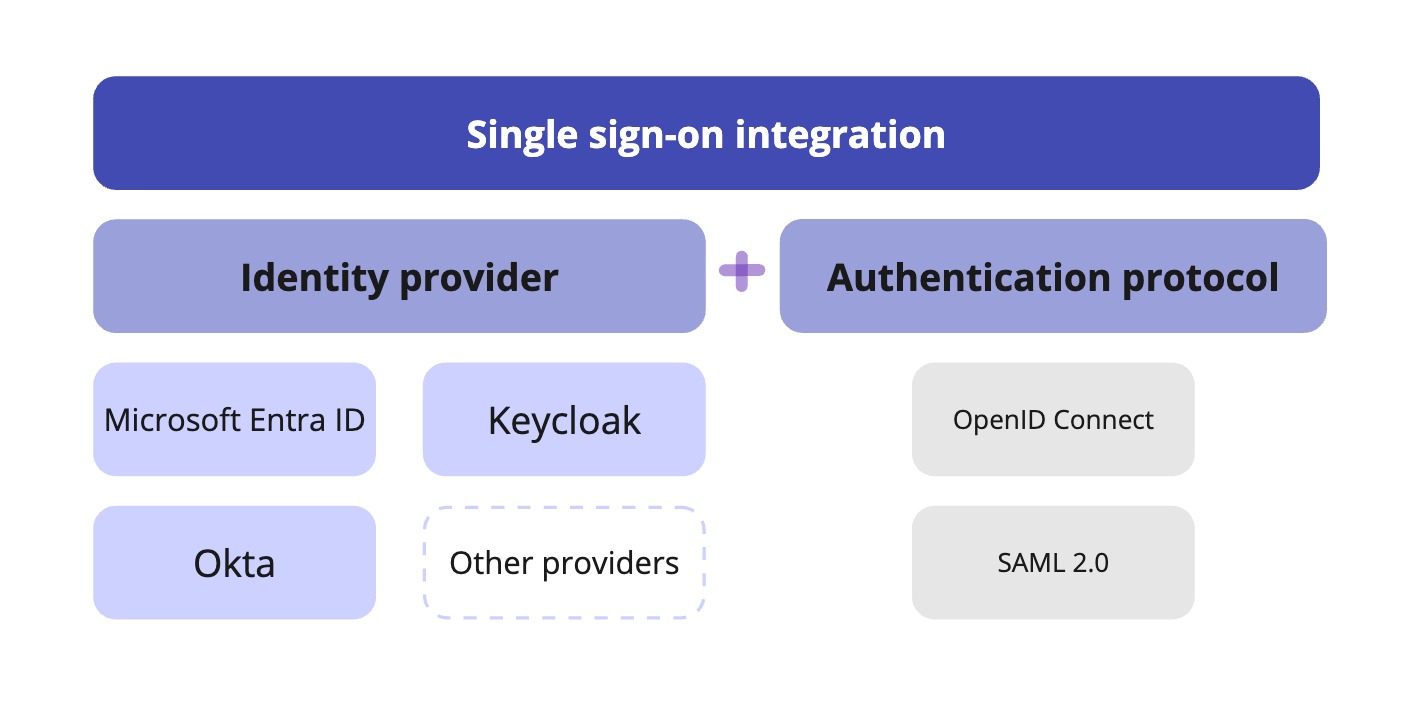 Single sign-on integration
Identity provider
Authentication protocol
Microsoft Entra ID
Keycloak
OpenID Connect
Okta
Other providers
SAML 2.0